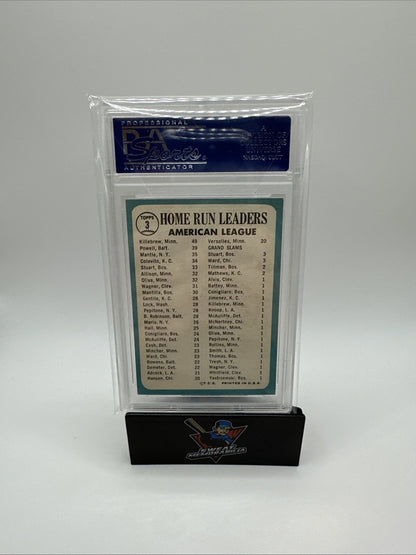 PROFESSIONAL
PSA
Sports
AUTHENTICATOR
A
DIVISION OF
TOPPS
3
HOME RUN LEADERS
AMERICAN LEAGUE
Killebrew, Minn. 49
Powell, Balt. 39
Mantle, N. Y. 35
Colavito, K. C. 34
Stuart, Bos. 33
Allison, Minn. 32
Oliva, Minn. 32
Wagner, Clev. 31
Mantilla, Bos. 30
Gentile, K. C. 28
Lock, Wash. 28
Pepitone, N. Y. 28
B. Robinson, Balt. 28
Maris, N. Y. 26
Hall, Minn. 25
Conigliaro, Bos. 24
McAuliffe, Det. 24
Cash, Det. 23
Mincher, Minn. 23
Ward, Chi. 23
Bowens, Balt. 22
Demeter, Det. 22
Adcock, L. A. 21
Hansen, Chi. 20
Versalles, Minn. 20
GRAND SLAMS
Stuart, Bos. 3
Ward, Chi. 3
Tillman, Bos. 2
Mathews, K. C. 2
Alvis, Clev. 1
Battey, Minn. 1
Conigliaro, Bos. 1
Jimenez, K. C. 1
Killebrew, Minn. 1
Knoop, L. A. 1
McAuliffe, Det. 1
McNertney, Chi. 1
Mincher, Minn. 1
Oliva, Minn. 1
Pepitone, N. Y. 1
Rollins, Minn. 1
Smith, L. A. 1
Thomas, Bos. 1
Tresh, N. Y. 1
Wagner, Clev. 1
Whitfield, Clev. 1
Yastrzemski, Bos. 1
© T.C.G. PRINTED IN U.S.A.
SWEAT
MEMORABILIA